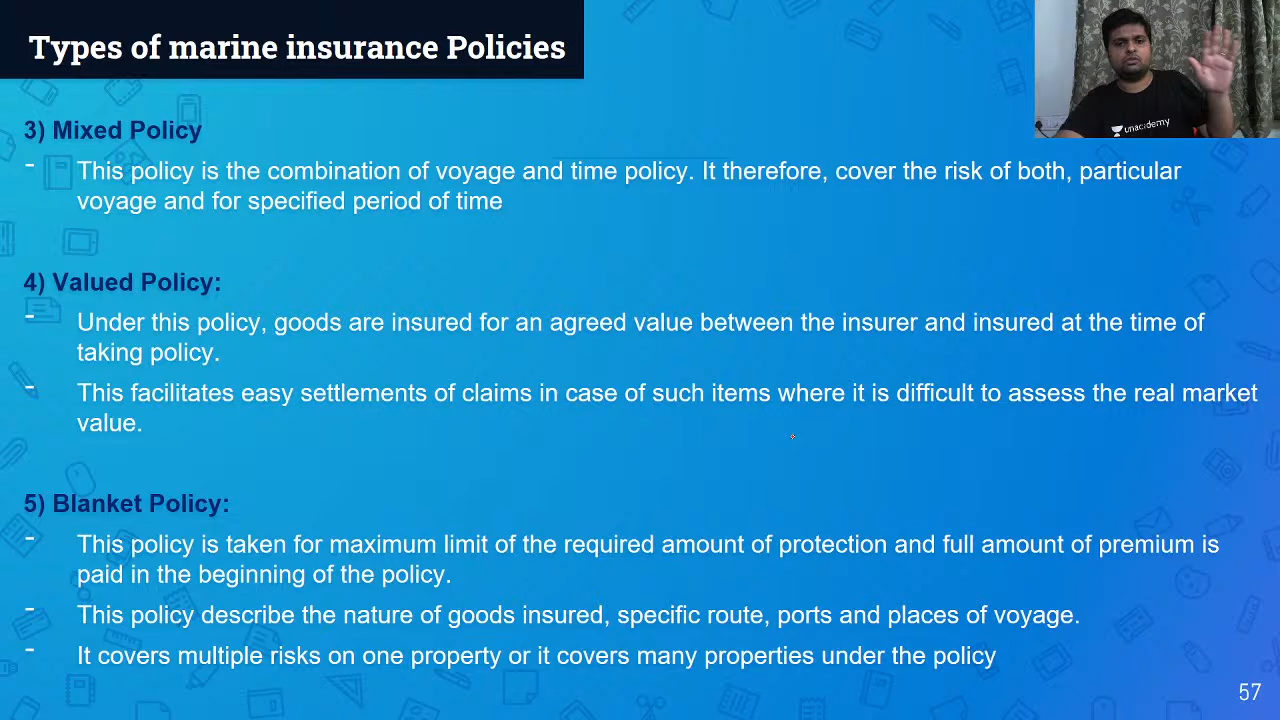 Types of marine insurance Policies
unacademy
3) Mixed Policy
- This policy is the combination of voyage and time policy. It therefore, cover the risk of both, particular
voyage and for specified period of time
4) Valued Policy:
- Under this policy, goods are insured for an agreed value between the insurer and insured at the time of
taking policy.
- This facilitates easy settlements of claims in case of such items where it is difficult to assess the real market
value.
5) Blanket Policy:
- This policy is taken for maximum limit of the required amount of protection and full amount of premium is
paid in the beginning of the policy.
- This policy describe the nature of goods insured, specific route, ports and places of voyage.
- It covers multiple risks on one property or it covers many properties under the policy
57